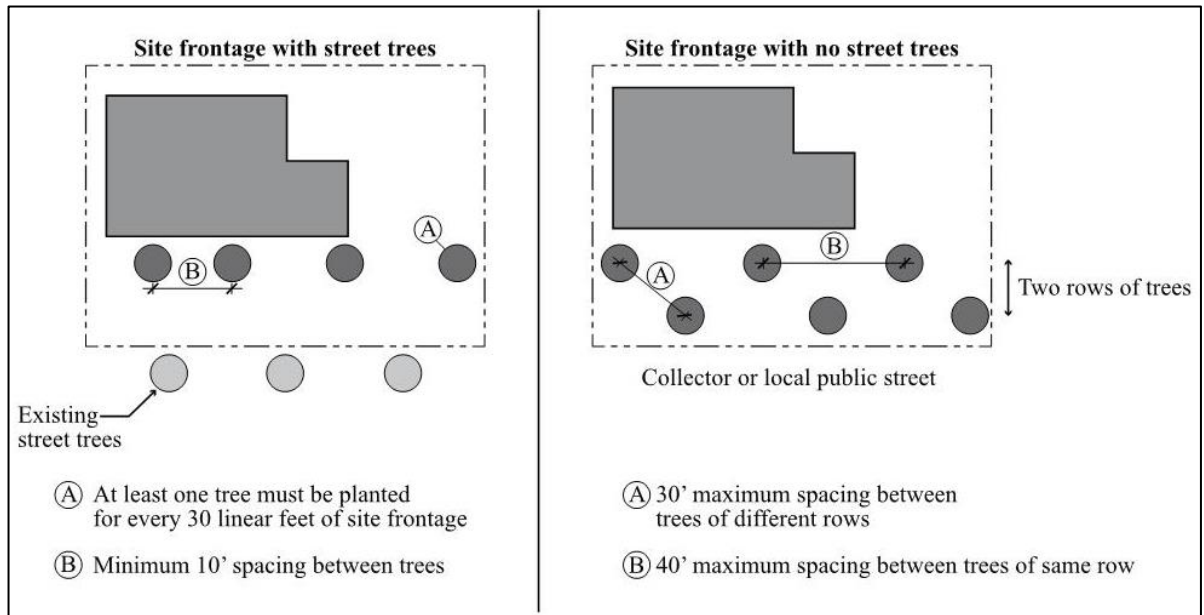 Site frontage with street trees
A
B
Existing
street trees
Ⓐ At least one tree must be planted
for every 30 linear feet of site frontage
Ⓑ Minimum 10’ spacing between trees
Site frontage with no street trees
B
A
Two rows of trees
Collector or local public street
Ⓐ 30’ maximum spacing between
trees of different rows
Ⓑ 40’ maximum spacing between trees of same row